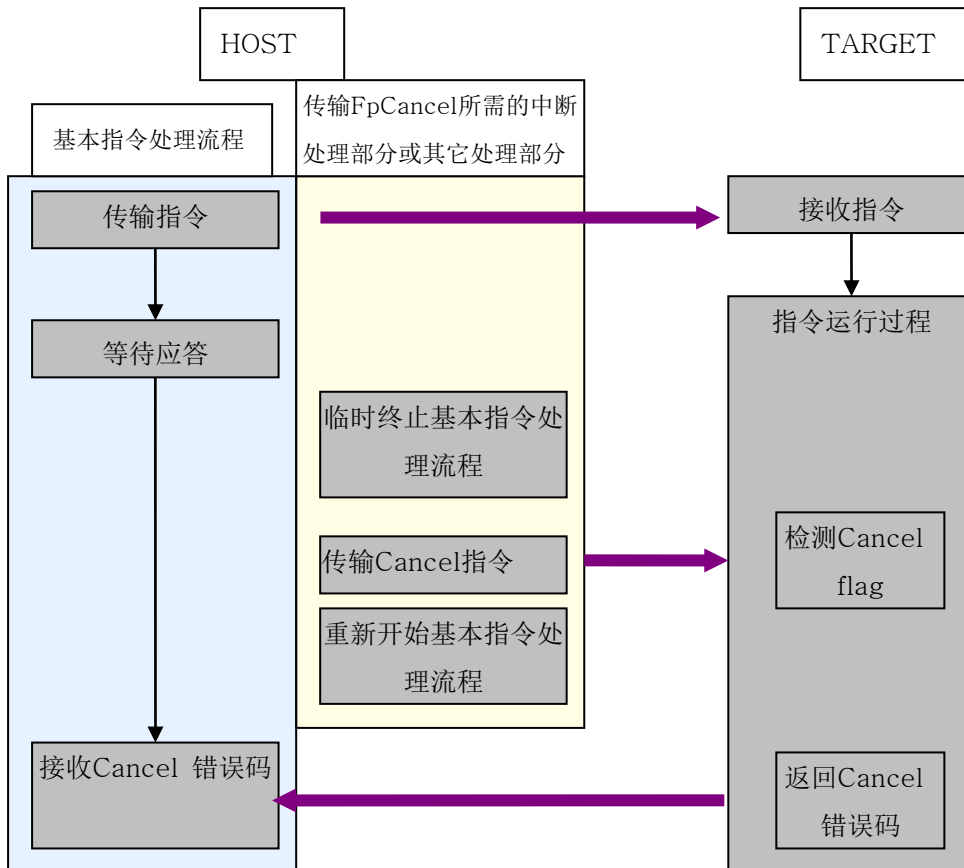 HOST
TARGET
基本指令处理流程
传输FpCancel所需的中断
处理部分或其它处理部分
传输指令
接收指令
等待应答
指令运行过程
临时终止基本指令处
理流程
传输Cancel指令
检测Cancel
flag
重新开始基本指令处
理流程
接收Cancel 错误码
返回Cancel
错误码